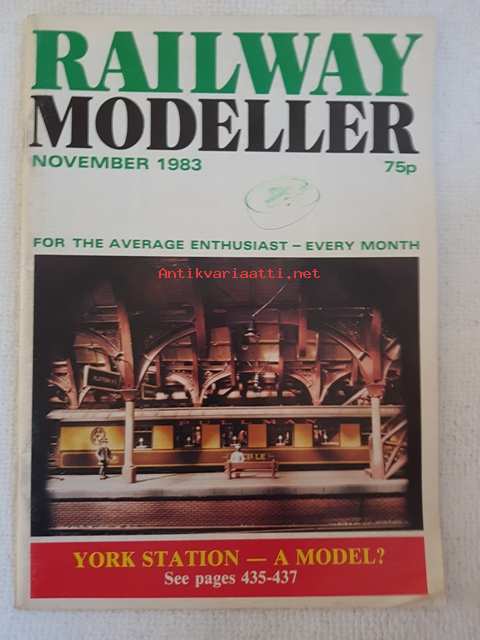 RAILWAY
MODELLER
NOVEMBER 1983 75p
FOR THE AVERAGE ENTHUSIAST – EVERY MONTH
Antikvariaatti.net
YORK STATION — A MODEL?
See pages 435-437